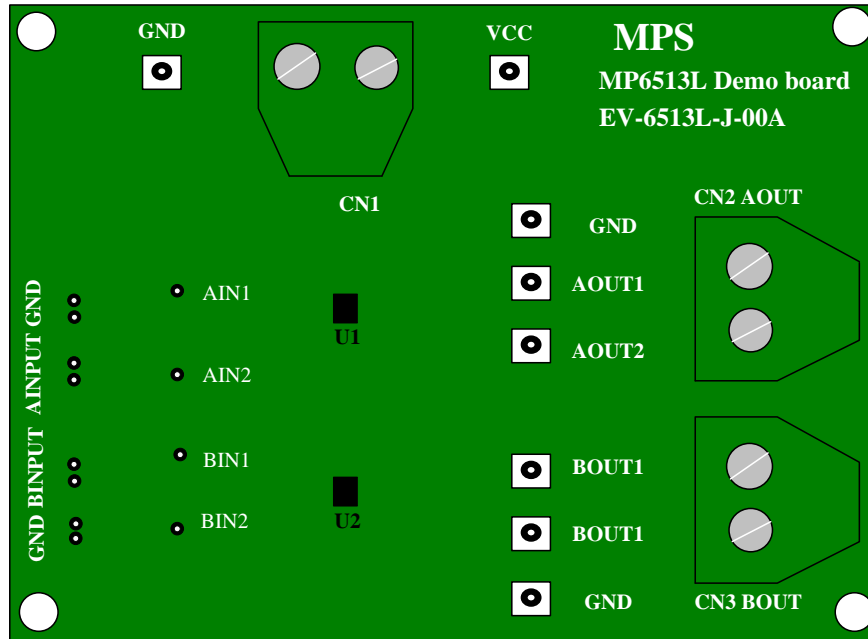 GND
VCC
MPS
MP6513L Demo board
EV-6513L-J-00A
CN1
CN2 AOUT
GND
AOUT1
AOUT2
AIN1
U1
AIN2
AINPUT GND
BIN1
BOUT1
U2
BIN2
BOUT1
GND BINPUT
GND
CN3 BOUT